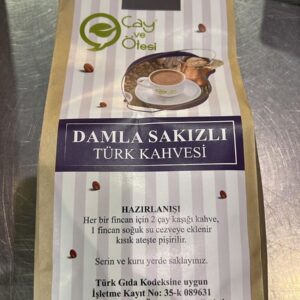 Çay
ve
Ötesi
DAMLA SAKIZLI
TÜRK KAHVESİ
HAZIRLANIŞI
Her bir fincan için 2 çay kaşığı kahve,
1 fincan soğuk su cezveye eklenir
kısık ateşte pişirilir.
Serin ve kuru yerde saklayınız.
Türk Gıda Kodeksine uygun
İşletme Kayıt No: 35-k 089631